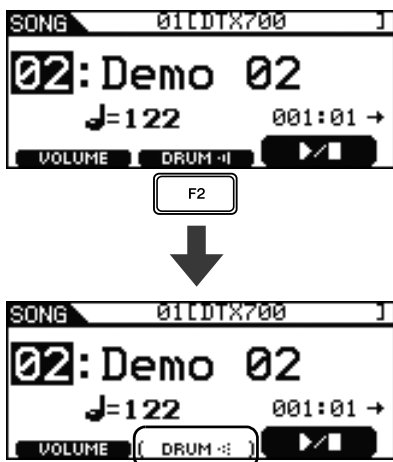 SONG 01[DTX700 ]
02:Demo 02
♩=122 001:01 →
VOLUME DRUM ▶/■
F2
SONG 01[DTX700 ]
02:Demo 02
♩=122 001:01 →
VOLUME ( DRUM ) ▶/■